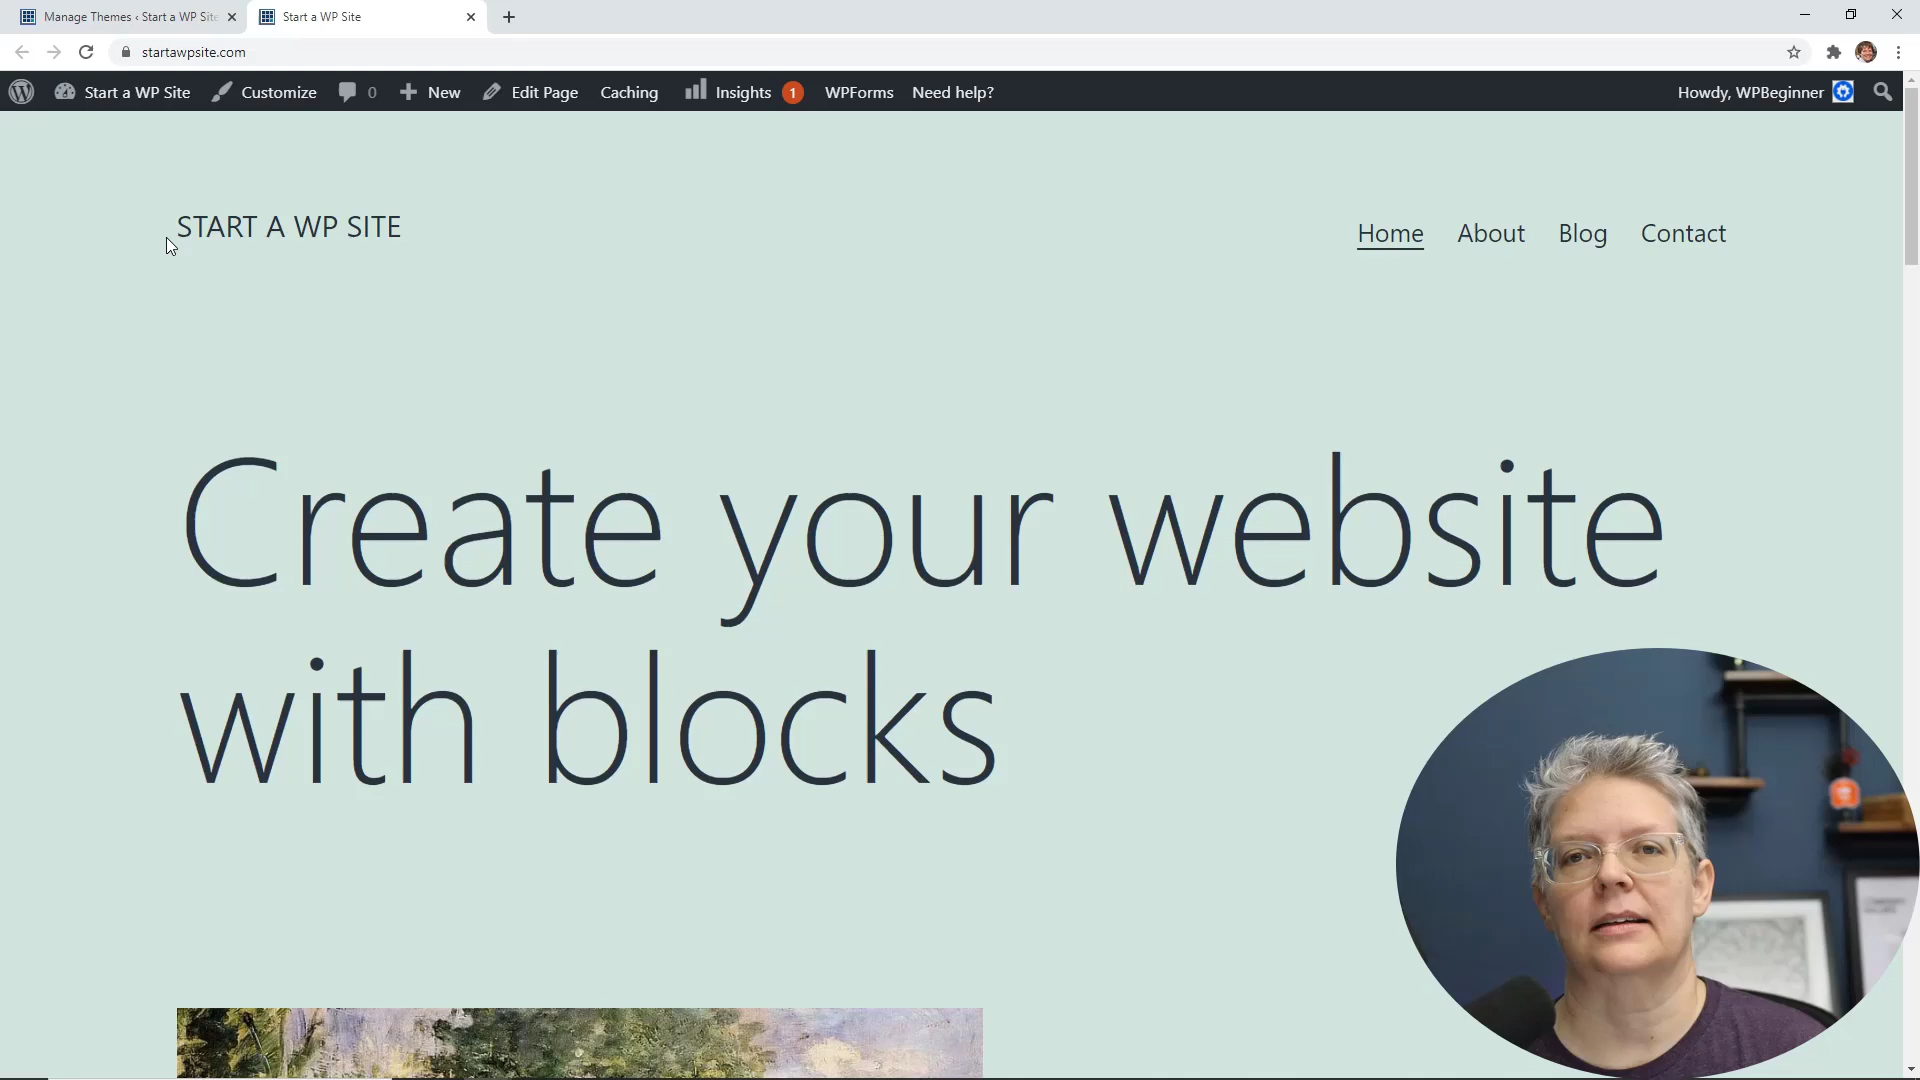 Manage Themes ‹ Start a WP Site
Start a WP Site
startawpsite.com
Start a WP Site
Customize
0
New
Edit Page
Caching
Insights
1
WPForms
Need help?
Howdy, WPBeginner
START A WP SITE
Home
About
Blog
Contact
Create your website
with blocks